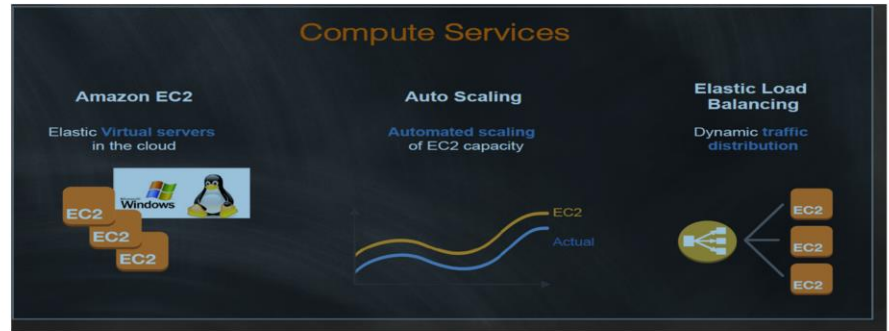 Compute Services
Amazon EC2
Elastic Virtual servers
in the cloud
Windows
EC2
EC2
EC2
Auto Scaling
Automated scaling
of EC2 capacity
EC2
Actual
Elastic Load
Balancing
Dynamic traffic
distribution
EC2
EC2
EC2